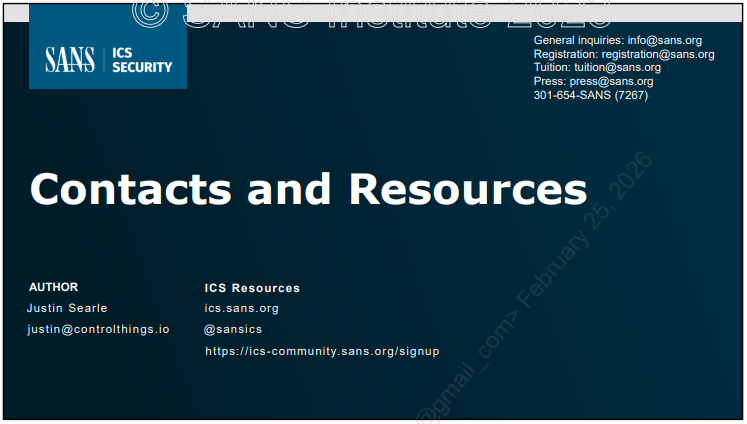 © SANS Institute 2026
SANS | ICS SECURITY
General inquiries: info@sans.org
Registration: registration@sans.org
Tuition: tuition@sans.org
Press: press@sans.org
301-654-SANS (7267)
Contacts and Resources
AUTHOR
Justin Searle
justin@controlthings.io
ICS Resources
ics.sans.org
@sansics
https://ics-community.sans.org/signup
@gmail_com> February 25, 2026